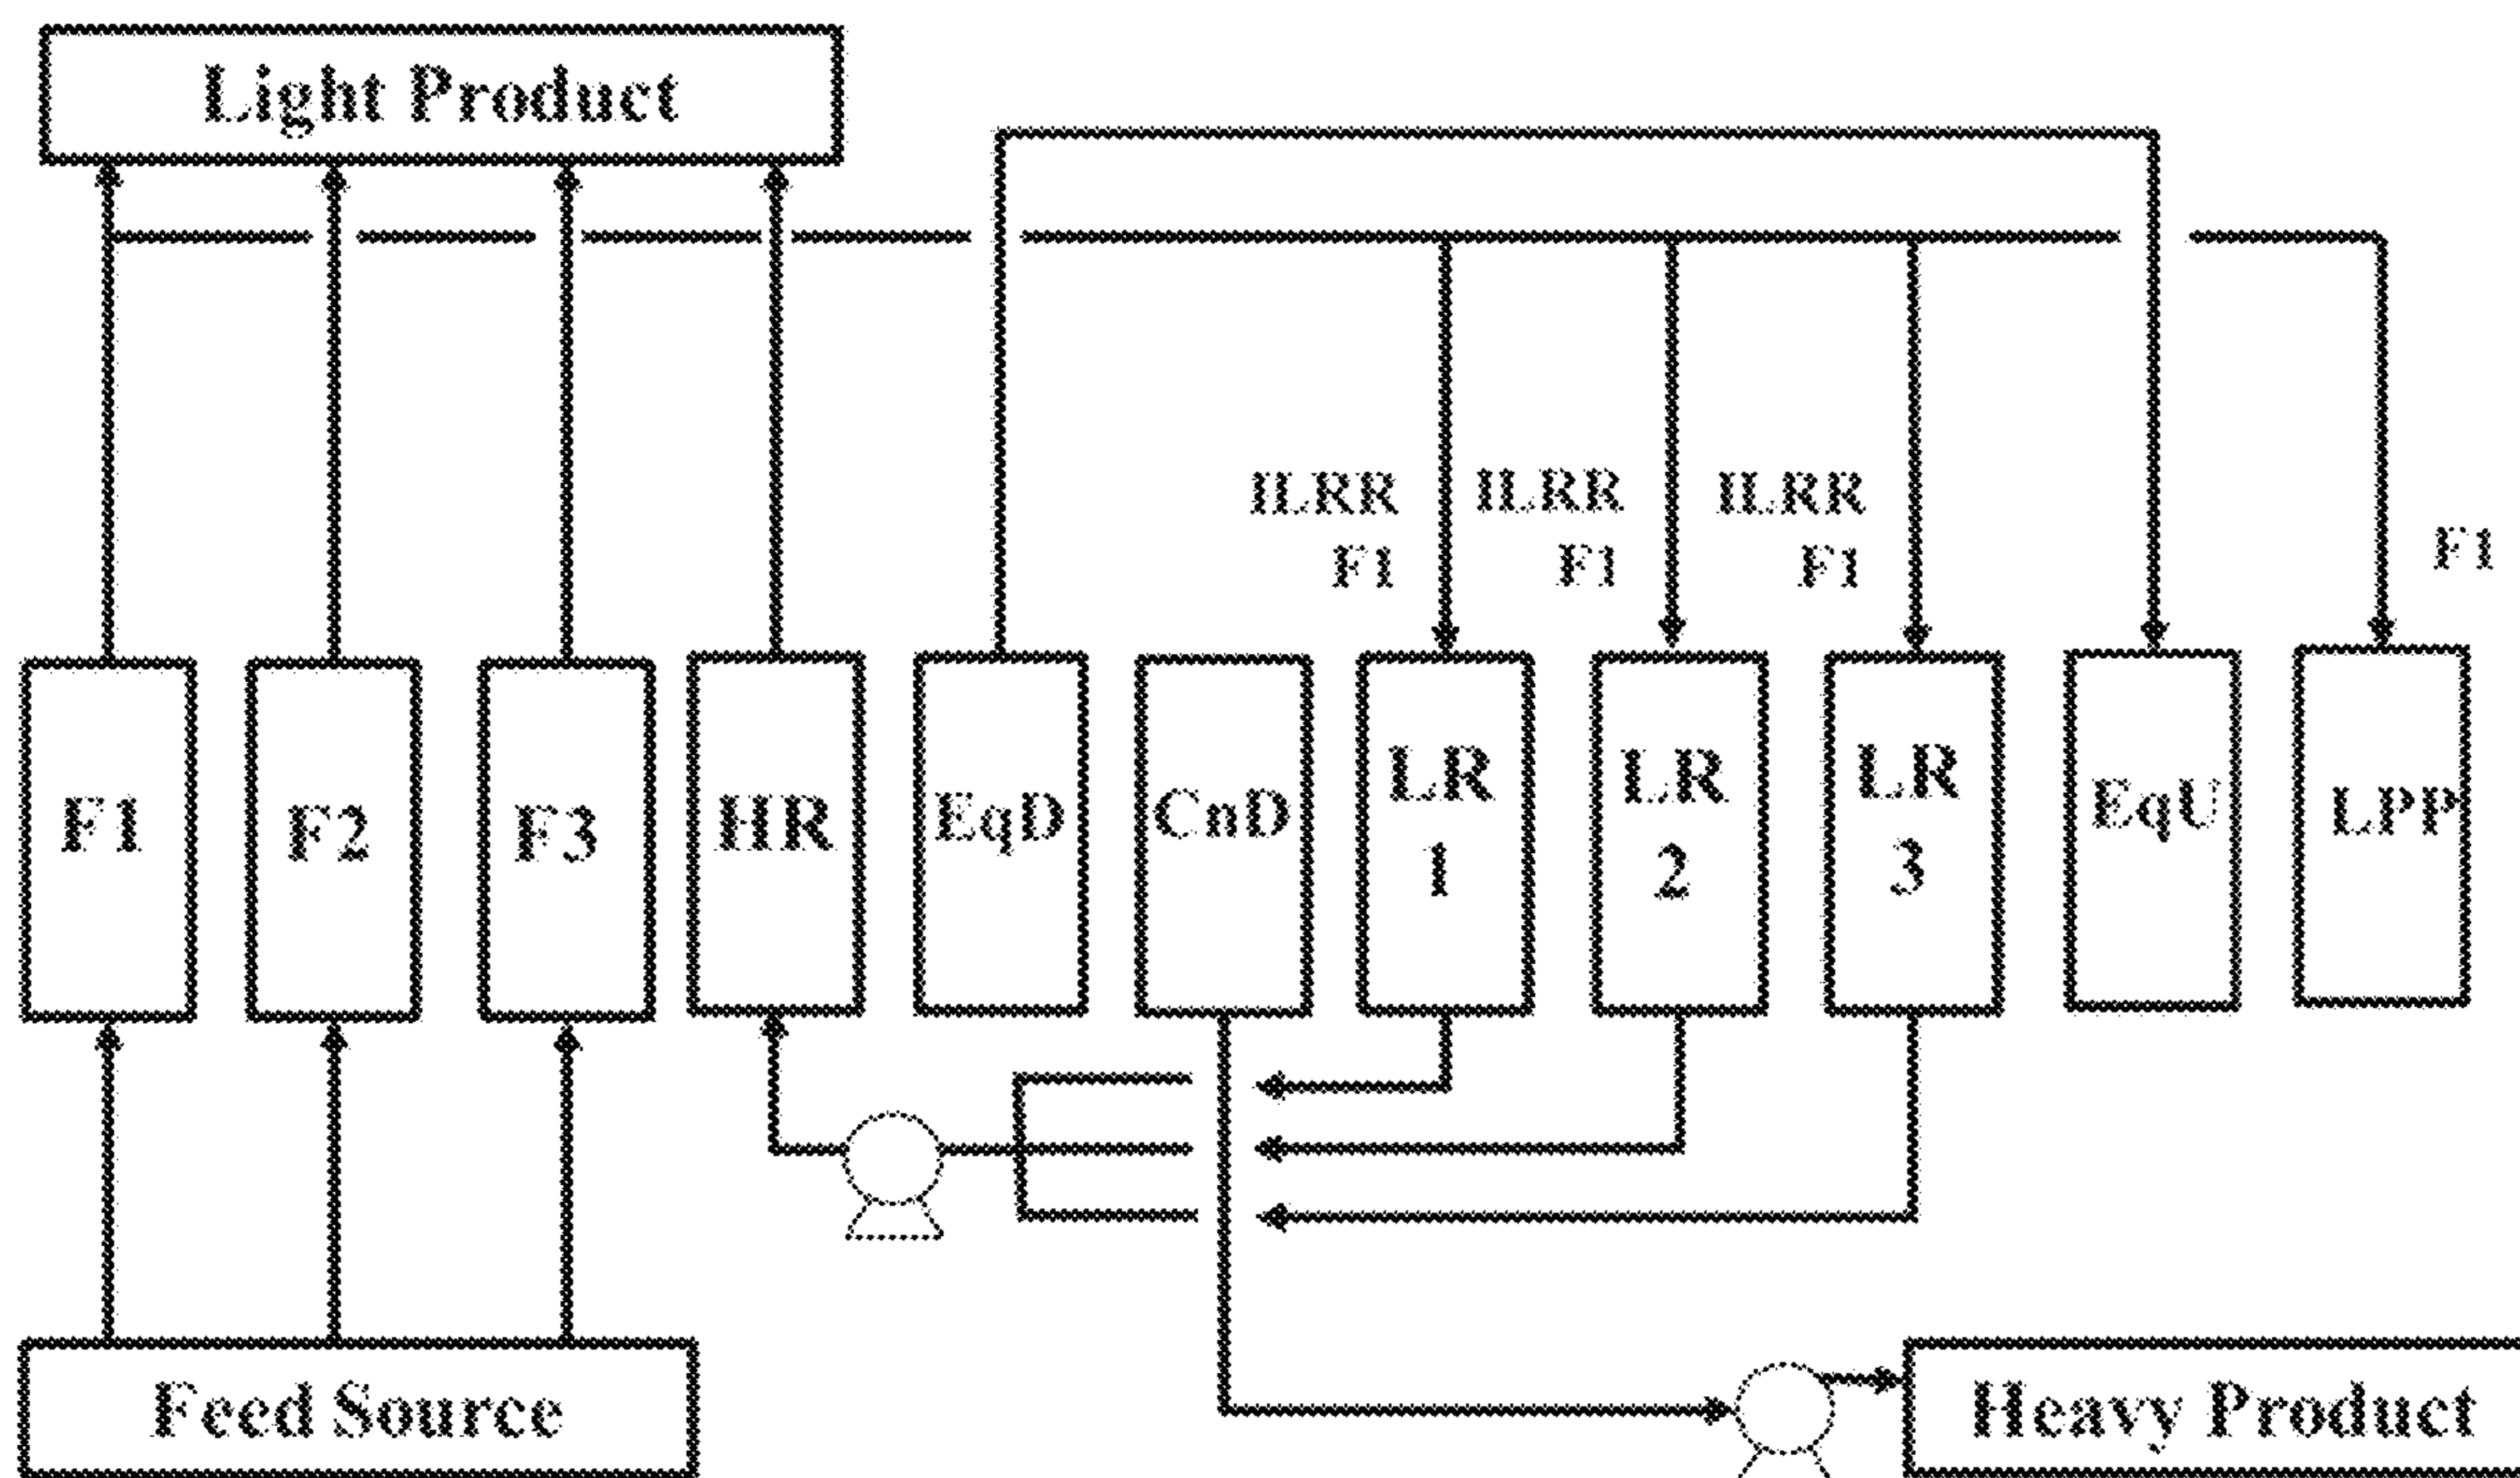 Light Product
ILRR
F1
ILRR
F1
ILRR
F1
F1
F1
F2
F3
HR
EqD
CnD
LR
1
LR
2
LR
3
EqU
LPP
Feed Source
Heavy Product